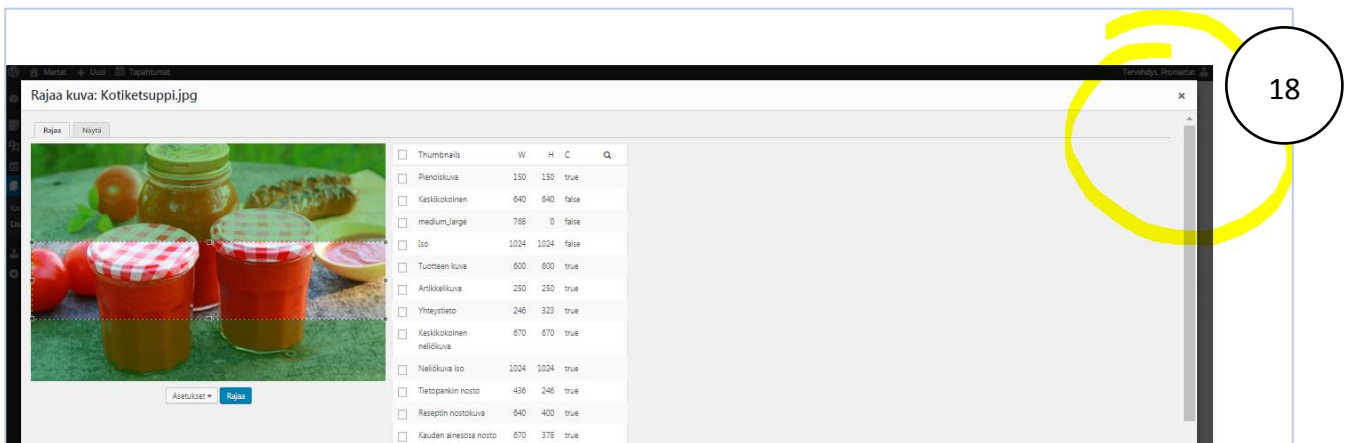 Martat + Uusi Tapahtumat Tervehdys, Promartat
18
Rajaa kuva: Kotiketsuppi.jpg ×
Rajaa Näytä
Thumbnails W H C
Pienoiskuva 150 150 true
Keskikokoinen 640 640 false
medium_large 768 0 false
Iso 1024 1024 false
Tuotteen kuva 600 600 true
Artikkelikuva 250 250 true
Yhteystieto 246 323 true
Keskikokoinen 670 670 true
neliökuva
Neliökuva iso 1024 1024 true
Tietopankin nosto 436 246 true
Asetukset Rajaa
Reseptin nostokuva 640 400 true
Kauden ainesosa nosto 670 378 true